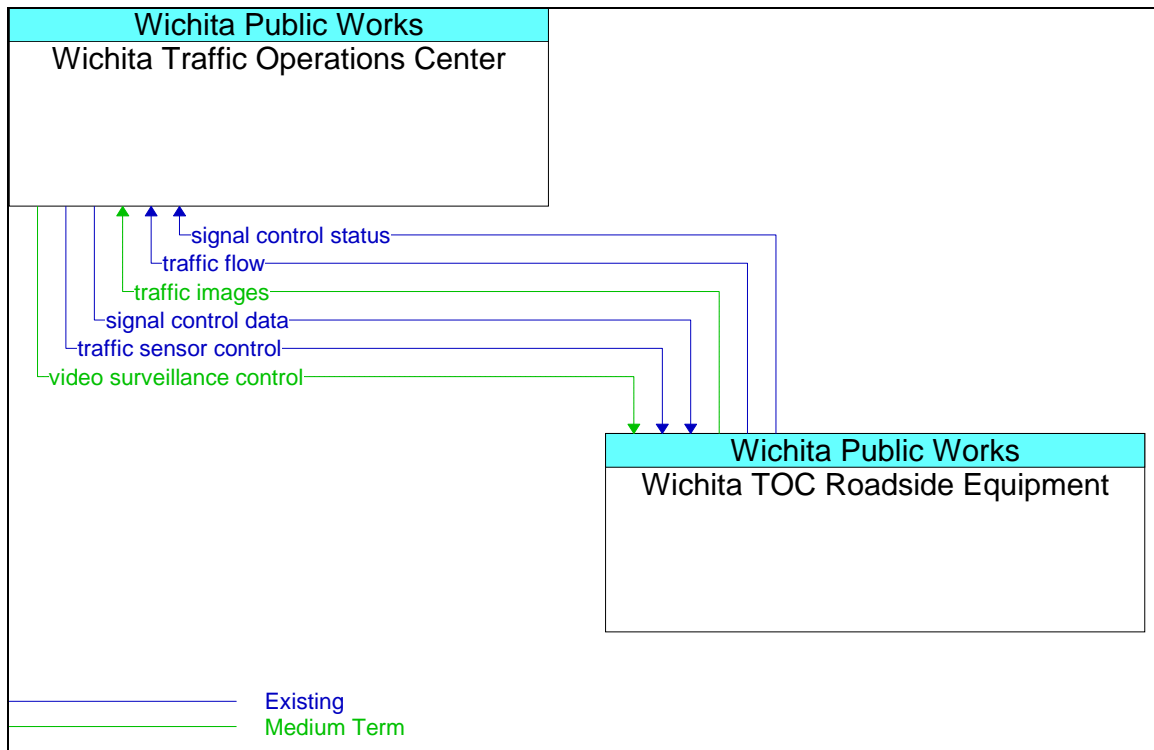 Wichita Public Works
Wichita Traffic Operations Center
signal control status
traffic flow
traffic images
signal control data
traffic sensor control
video surveillance control
Wichita Public Works
Wichita TOC Roadside Equipment
Existing
Medium Term